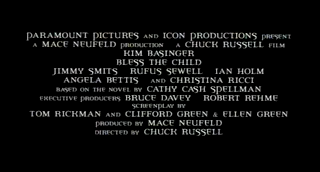 PARAMOUNT PICTURES AND ICON PRODUCTIONS PRESENT
A MACE NEUFELD PRODUCTION A CHUCK RUSSELL FILM
KIM BASINGER
BLESS THE CHILD
JIMMY SMITS RUFUS SEWELL IAN HOLM
ANGELA BETTIS AND CHRISTINA RICCI
BASED ON THE NOVEL BY CATHY CASH SPELLMAN
EXECUTIVE PRODUCERS BRUCE DAVEY ROBERT REHME
SCREENPLAY BY
TOM RICKMAN AND CLIFFORD GREEN & ELLEN GREEN
PRODUCED BY MACE NEUFELD
DIRECTED BY CHUCK RUSSELL